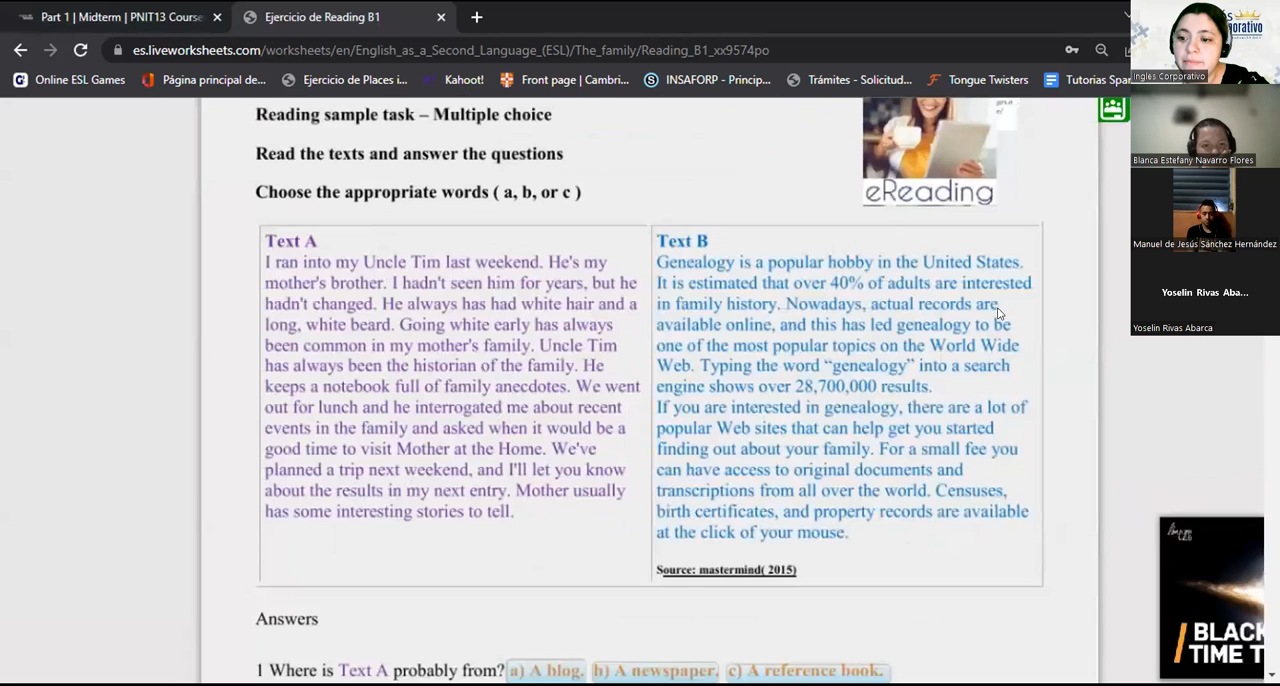 Part 1 | Midterm | PNIT13 Course
Ejercicio de Reading B1
es.liveworksheets.com/worksheets/en/English_as_a_Second_Language_(ESL)/The_family/Reading_B1_xx9574po
Online ESL Games
Página principal de...
Ejercicio de Places i...
Kahoot!
Front page | Cambri...
INSAFORP - Princip...
Trámites - Solicitud...
Tongue Twisters
Tutorias Spar
Reading sample task – Multiple choice
Read the texts and answer the questions
Choose the appropriate words ( a, b, or c )
eReading
Text A
I ran into my Uncle Tim last weekend. He's my
mother's brother. I hadn't seen him for years, but he
hadn't changed. He always has had white hair and a
long, white beard. Going white early has always
been common in my mother's family. Uncle Tim
has always been the historian of the family. He
keeps a notebook full of family anecdotes. We went
out for lunch and he interrogated me about recent
events in the family and asked when it would be a
good time to visit Mother at the Home. We've
planned a trip next weekend, and I'll let you know
about the results in my next entry. Mother usually
has some interesting stories to tell.
Text B
Genealogy is a popular hobby in the United States.
It is estimated that over 40% of adults are interested
in family history. Nowadays, actual records are
available online, and this has led genealogy to be
one of the most popular topics on the World Wide
Web. Typing the word “genealogy” into a search
engine shows over 28,700,000 results.
If you are interested in genealogy, there are a lot of
popular Web sites that can help get you started
finding out about your family. For a small fee you
can have access to original documents and
transcriptions from all over the world. Censuses,
birth certificates, and property records are available
at the click of your mouse.
Source: mastermind( 2015)
Answers
1 Where is Text A probably from? a) A blog. b) A newspaper. c) A reference book.
Ingles Corporativo
Blanca Estefany Navarro Flores
Manuel de Jesús Sánchez Hernández
Yoselin Rivas Aba...
Yoselin Rivas Abarca
BLACK
TIME T